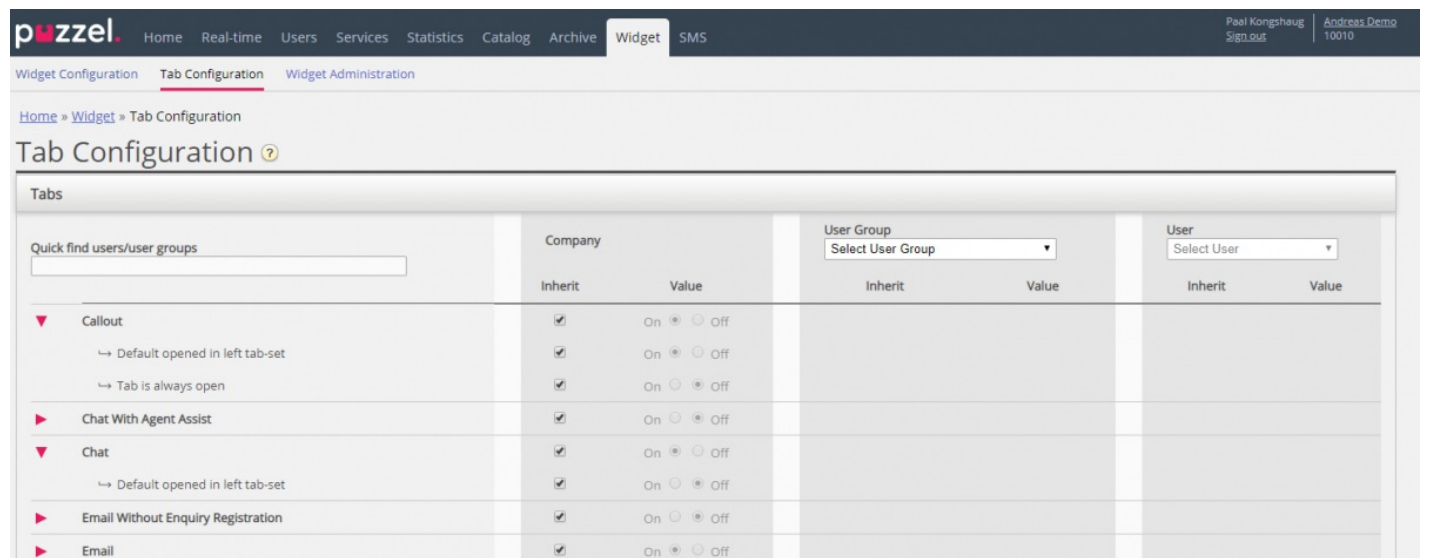 puzzel.
Home Real-time Users Services Statistics Catalog Archive Widget SMS
Paal Kongshaug
Sign out
Andreas Demo
10010
Widget Configuration Tab Configuration Widget Administration
Home » Widget » Tab Configuration
Tab Configuration ?
Tabs
Quick find users/user groups
Company
User Group
Select User Group
User
Select User
Inherit Value Inherit Value Inherit Value
Callout On Off
↪ Default opened in left tab-set On Off
↪ Tab is always open On Off
Chat With Agent Assist On Off
Chat On Off
↪ Default opened in left tab-set On Off
Email Without Enquiry Registration On Off
Email On Off